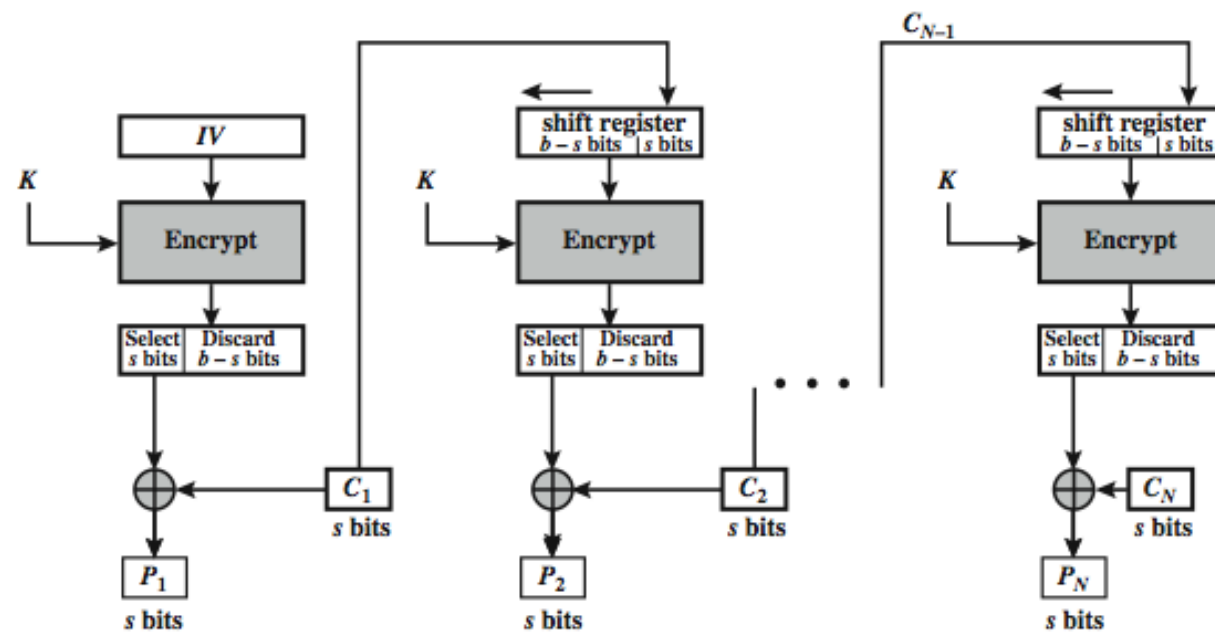 C_{N-1}
IV
shift register
b – s bits | s bits
shift register
b – s bits | s bits
K
K
K
Encrypt
Encrypt
Encrypt
Select Discard
s bits b – s bits
Select Discard
s bits b – s bits
Select Discard
s bits b – s bits
• • •
C_1
s bits
C_2
s bits
C_N
s bits
P_1
s bits
P_2
s bits
P_N
s bits